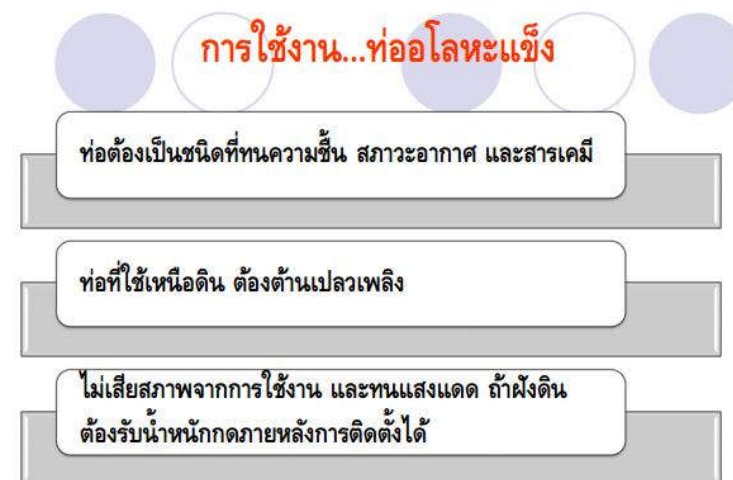 การใช้งาน...ท่ออโลหะแข็ง
ท่อต้องเป็นชนิดที่ทนความชื้น สภาวะอากาศ และสารเคมี
ท่อที่ใช้เหนือดิน ต้องต้านเปลวเพลิง
ไม่เสียสภาพจากการใช้งาน และทนแสงแดด ถ้าฝังดิน
ต้องรับน้ำหนักกดภายหลังการติดตั้งได้